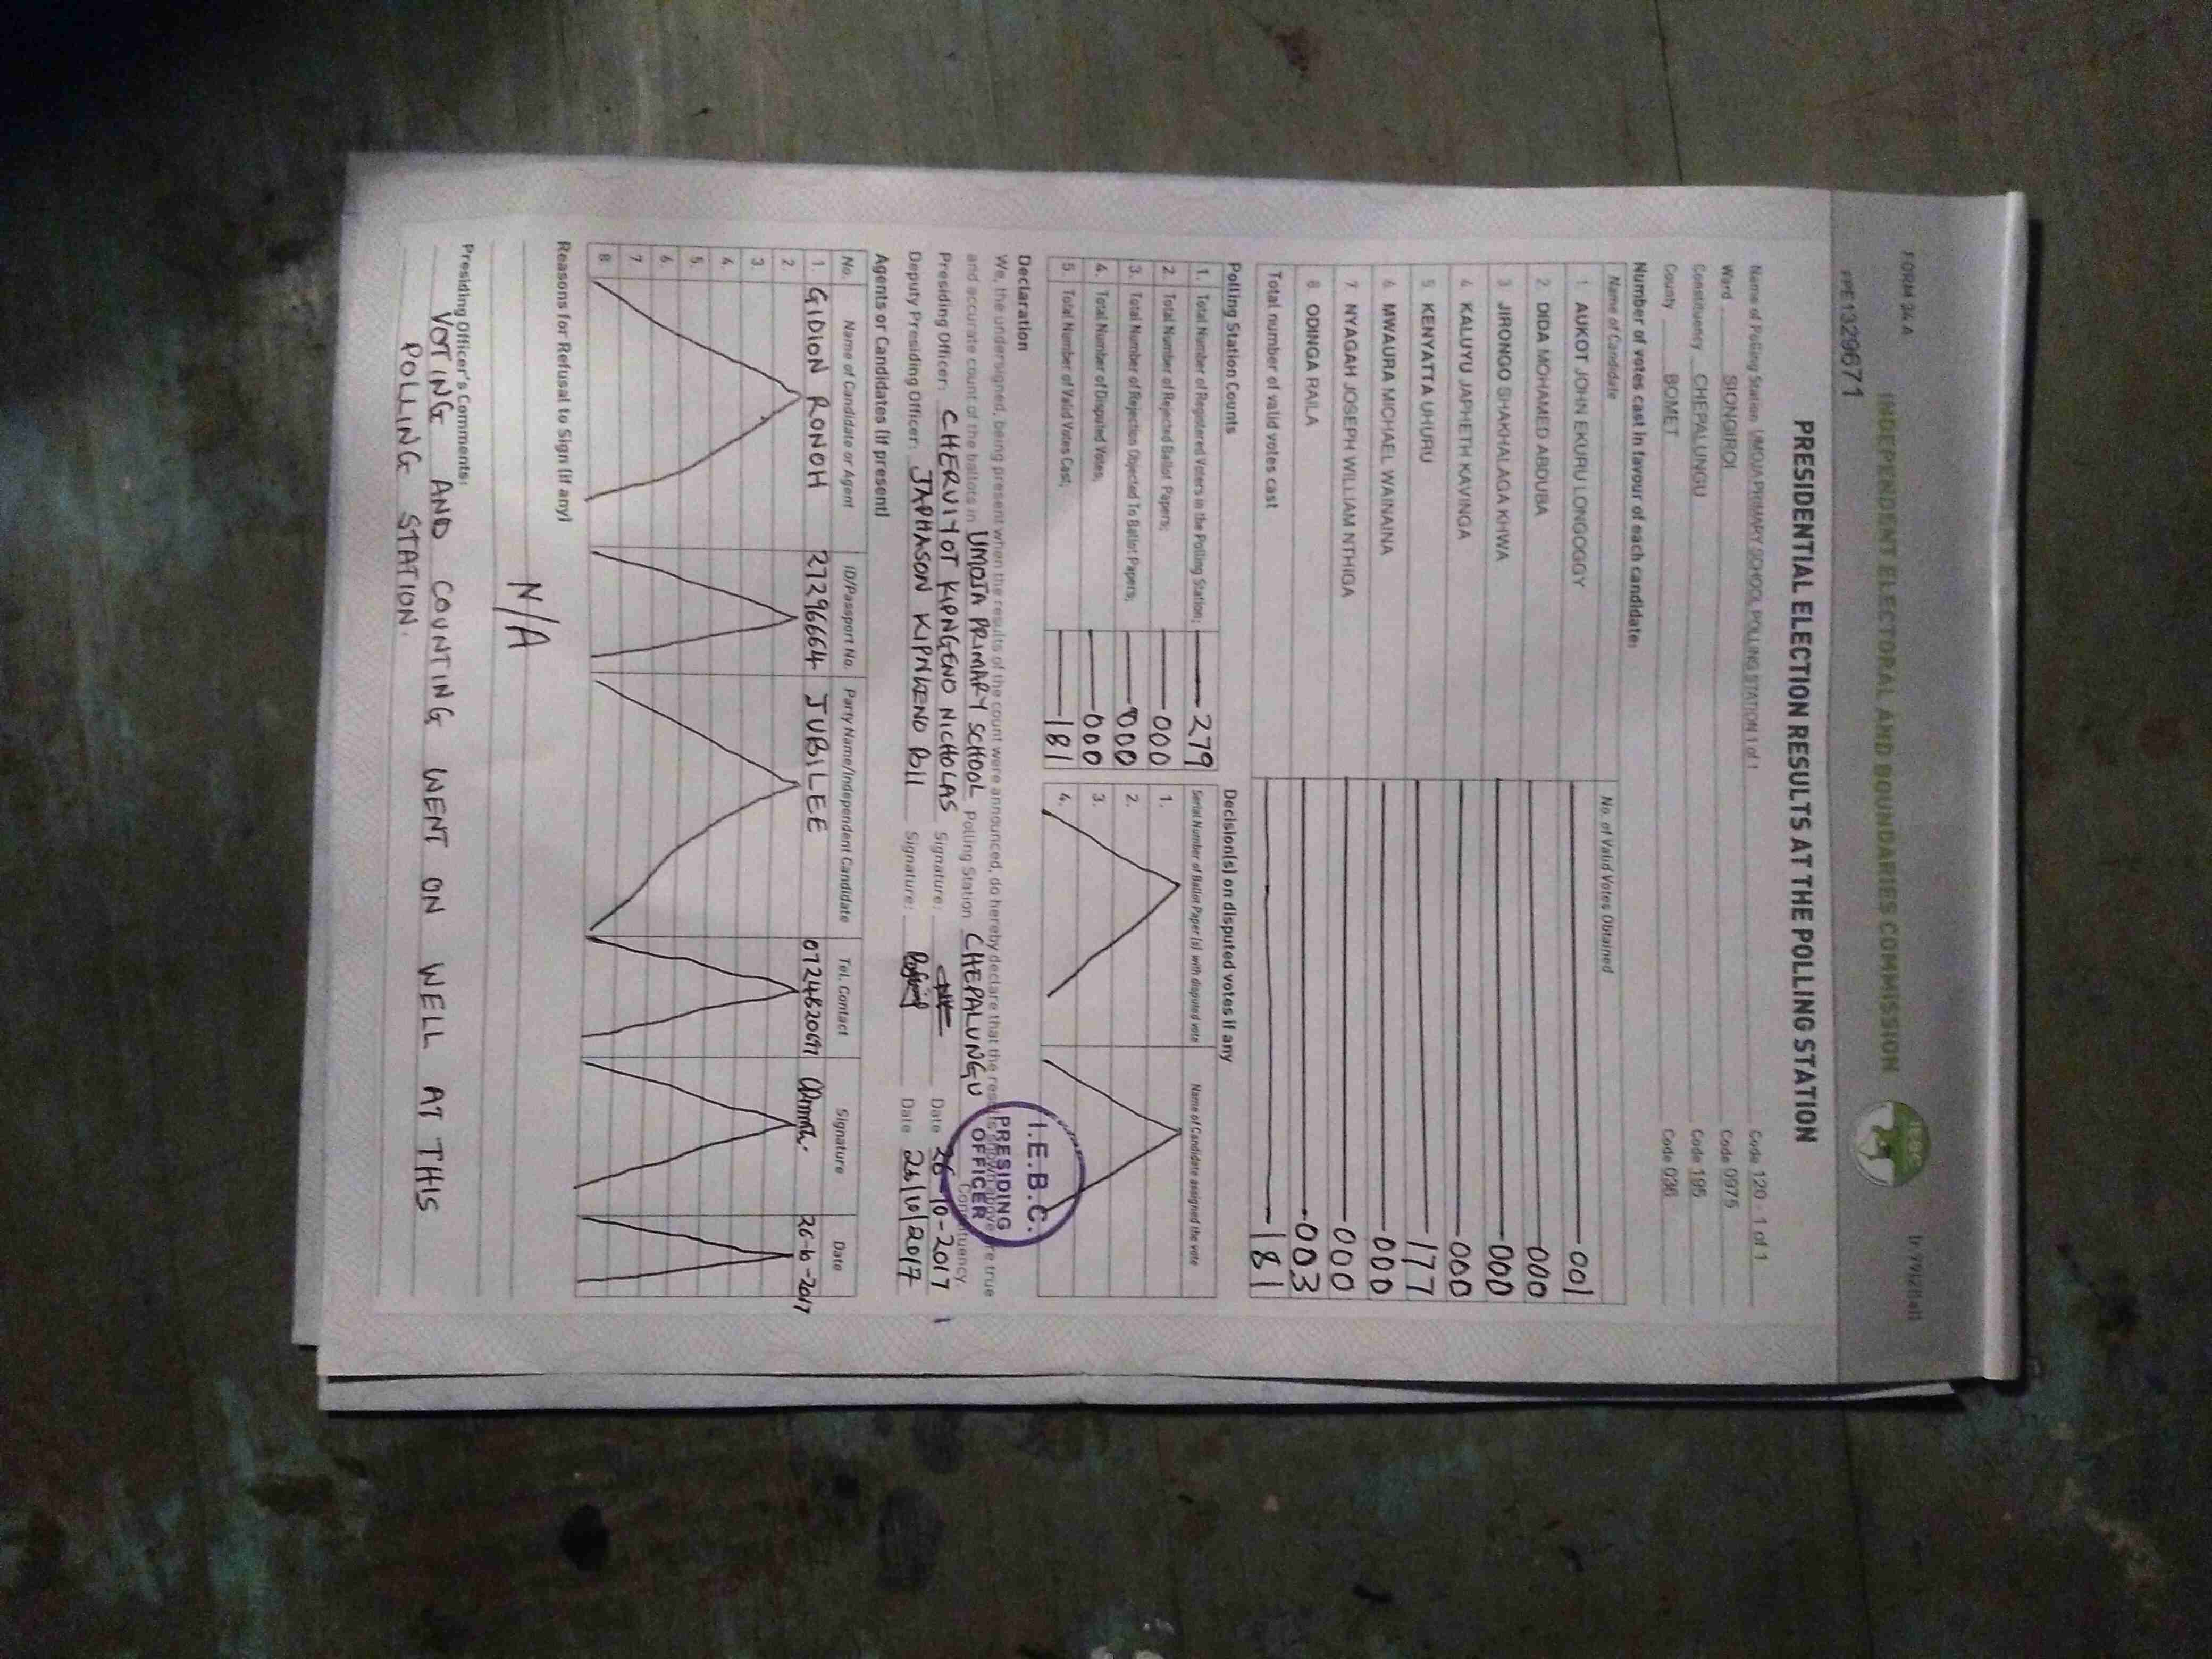 FORM 34 A
INDEPENDENT ELECTORAL AND BOUNDARIES COMMISSION
IEBC
PPE1329671
PRESIDENTIAL ELECTION RESULTS AT THE POLLING STATION
Name of Polling Station UMOJA PRIMARY SCHOOL POLLING STATION 1 of 1 Code 120 - 1 of 1
Ward SIONGIROI Code 0975
Constituency CHEPALUNGU Code 195
County BOMET Code 036
Number of votes cast in favour of each candidate:
Name of Candidate No. of Valid Votes Obtained
1 AUKOT JOHN EKURU LONGOGGY 001
2 DIDA MOHAMED ABDUBA 000
3 JIRONGO SHAKHALAGA KHWA 000
4 KALUYU JAPHETH KAVINGA 000
5 KENYATTA UHURU 177
6 MWAURA MICHAEL WAINAINA 000
7 NYAGAH JOSEPH WILLIAM NTHIGA 000
8 ODINGA RAILA 003
Total number of valid votes cast 181
Polling Station Counts Decision(s) on disputed votes if any
1. Total Number of Registered Voters in the Polling Station; 279 Serial Number of Ballot Paper (s) with disputed vote Name of Candidate assigned the vote
2. Total Number of Rejected Ballot Papers; 000 1.
3. Total Number of Rejection Objected To Ballot Papers; 000 2.
4. Total Number of Disputed Votes; 000 3.
5. Total Number of Valid Votes Cast; 181 4.
Declaration
We, the undersigned, being present when the results of the count were announced, do hereby declare that the results shown above are true
and accurate count of the ballots in UMOJA PRIMARY SCHOOL Polling Station CHEPALUNGU Constituency.
Presiding Officer: CHERUIYOT KIPNGENO NICHOLAS Signature: Date 26-10-2017
Deputy Presiding Officer: JAPHASON KIPNGENO Signature: Date 26/10/2017
I.E.B.C.
PRESIDING
OFFICER
Agents or Candidates (if present)
No. Name of Candidate or Agent ID/Passport No. Party Name/Independent Candidate Tel. Contact Signature Date
1. GIDION RONOH 27296664 JUBILEE 26-10-2017
2.
3.
4.
5.
6.
7.
8.
Reasons for Refusal to Sign (if any)
N/A
Presiding Officer's Comments:
VOTING AND COUNTING WENT ON WELL AT THIS
POLLING STATION.